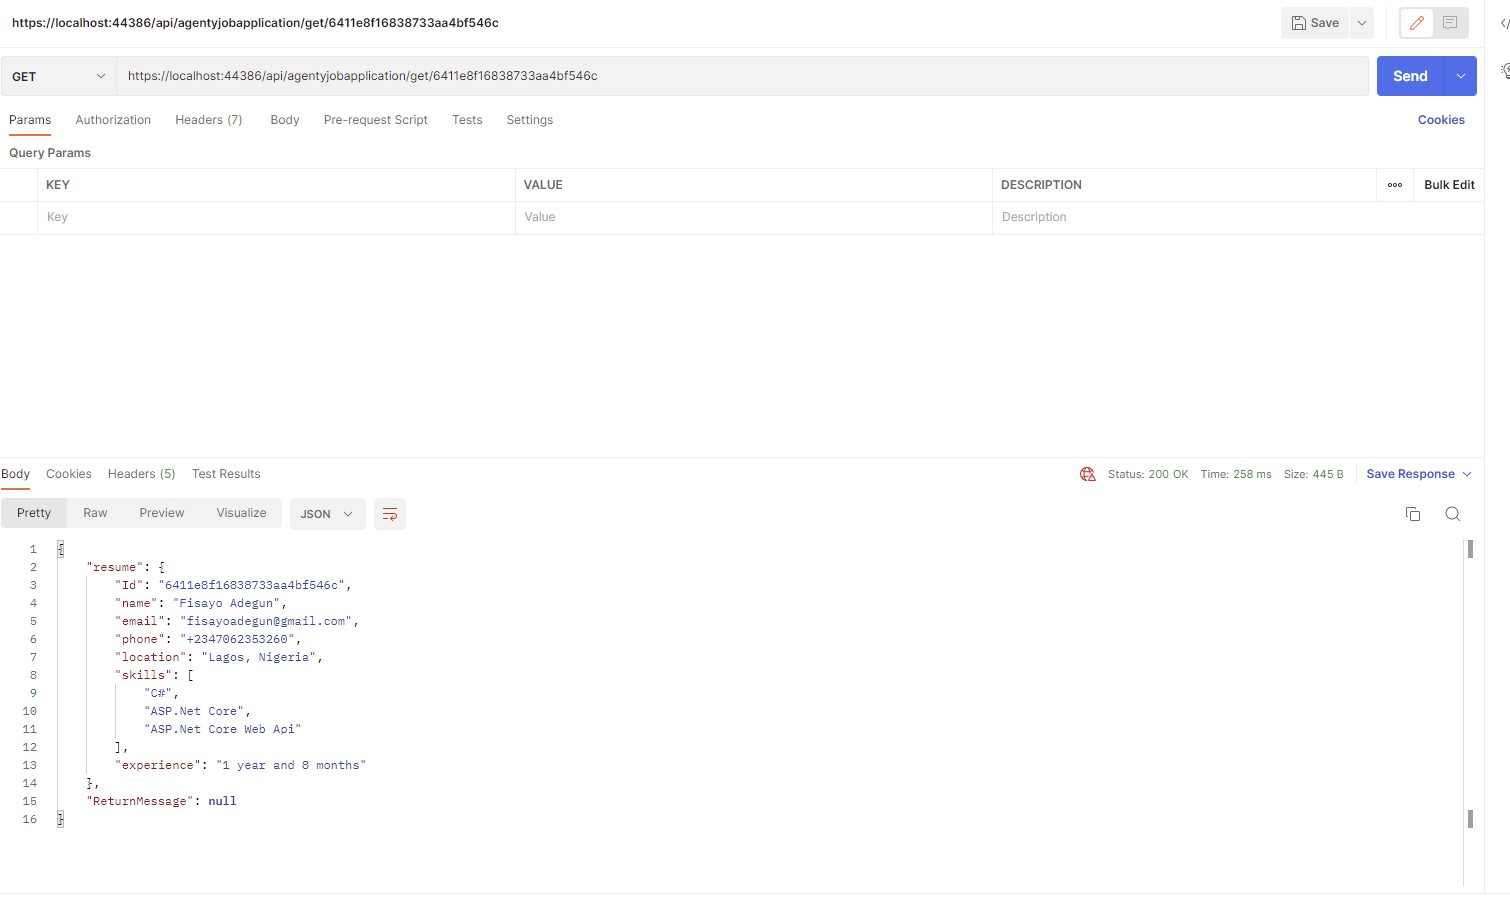 https://localhost:44386/api/agentyjobapplication/get/6411e8f16838733aa4bf546c Save
GET https://localhost:44386/api/agentyjobapplication/get/6411e8f16838733aa4bf546c Send
Params Authorization Headers (7) Body Pre-request Script Tests Settings Cookies
Query Params
KEY VALUE DESCRIPTION ooo Bulk Edit
Key Value Description
Body Cookies Headers (5) Test Results Status: 200 OK Time: 258 ms Size: 445 B Save Response
Pretty Raw Preview Visualize JSON
1 {
2 "resume": {
3 "Id": "6411e8f16838733aa4bf546c",
4 "name": "Fisayo Adegun",
5 "email": "fisayoadegun@gmail.com",
6 "phone": "+2347062353260",
7 "location": "Lagos, Nigeria",
8 "skills": [
9 "C#",
10 "ASP.Net Core",
11 "ASP.Net Core Web Api"
12 ],
13 "experience": "1 year and 8 months"
14 },
15 "ReturnMessage": null
16 }